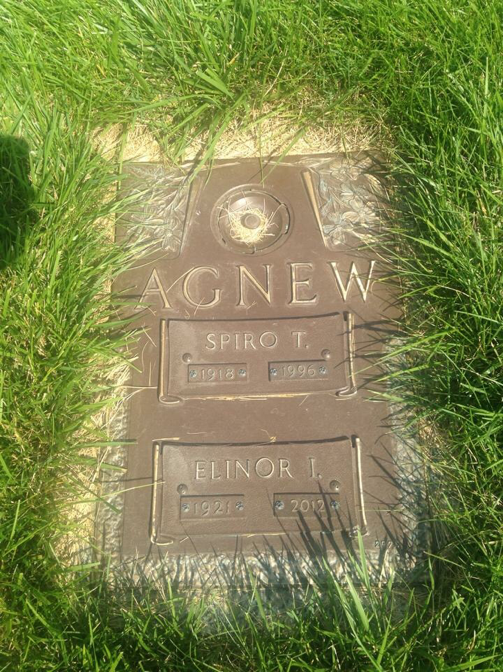 AGNEW
SPIRO T.
1918 1996
ELINOR I.
1921 2012